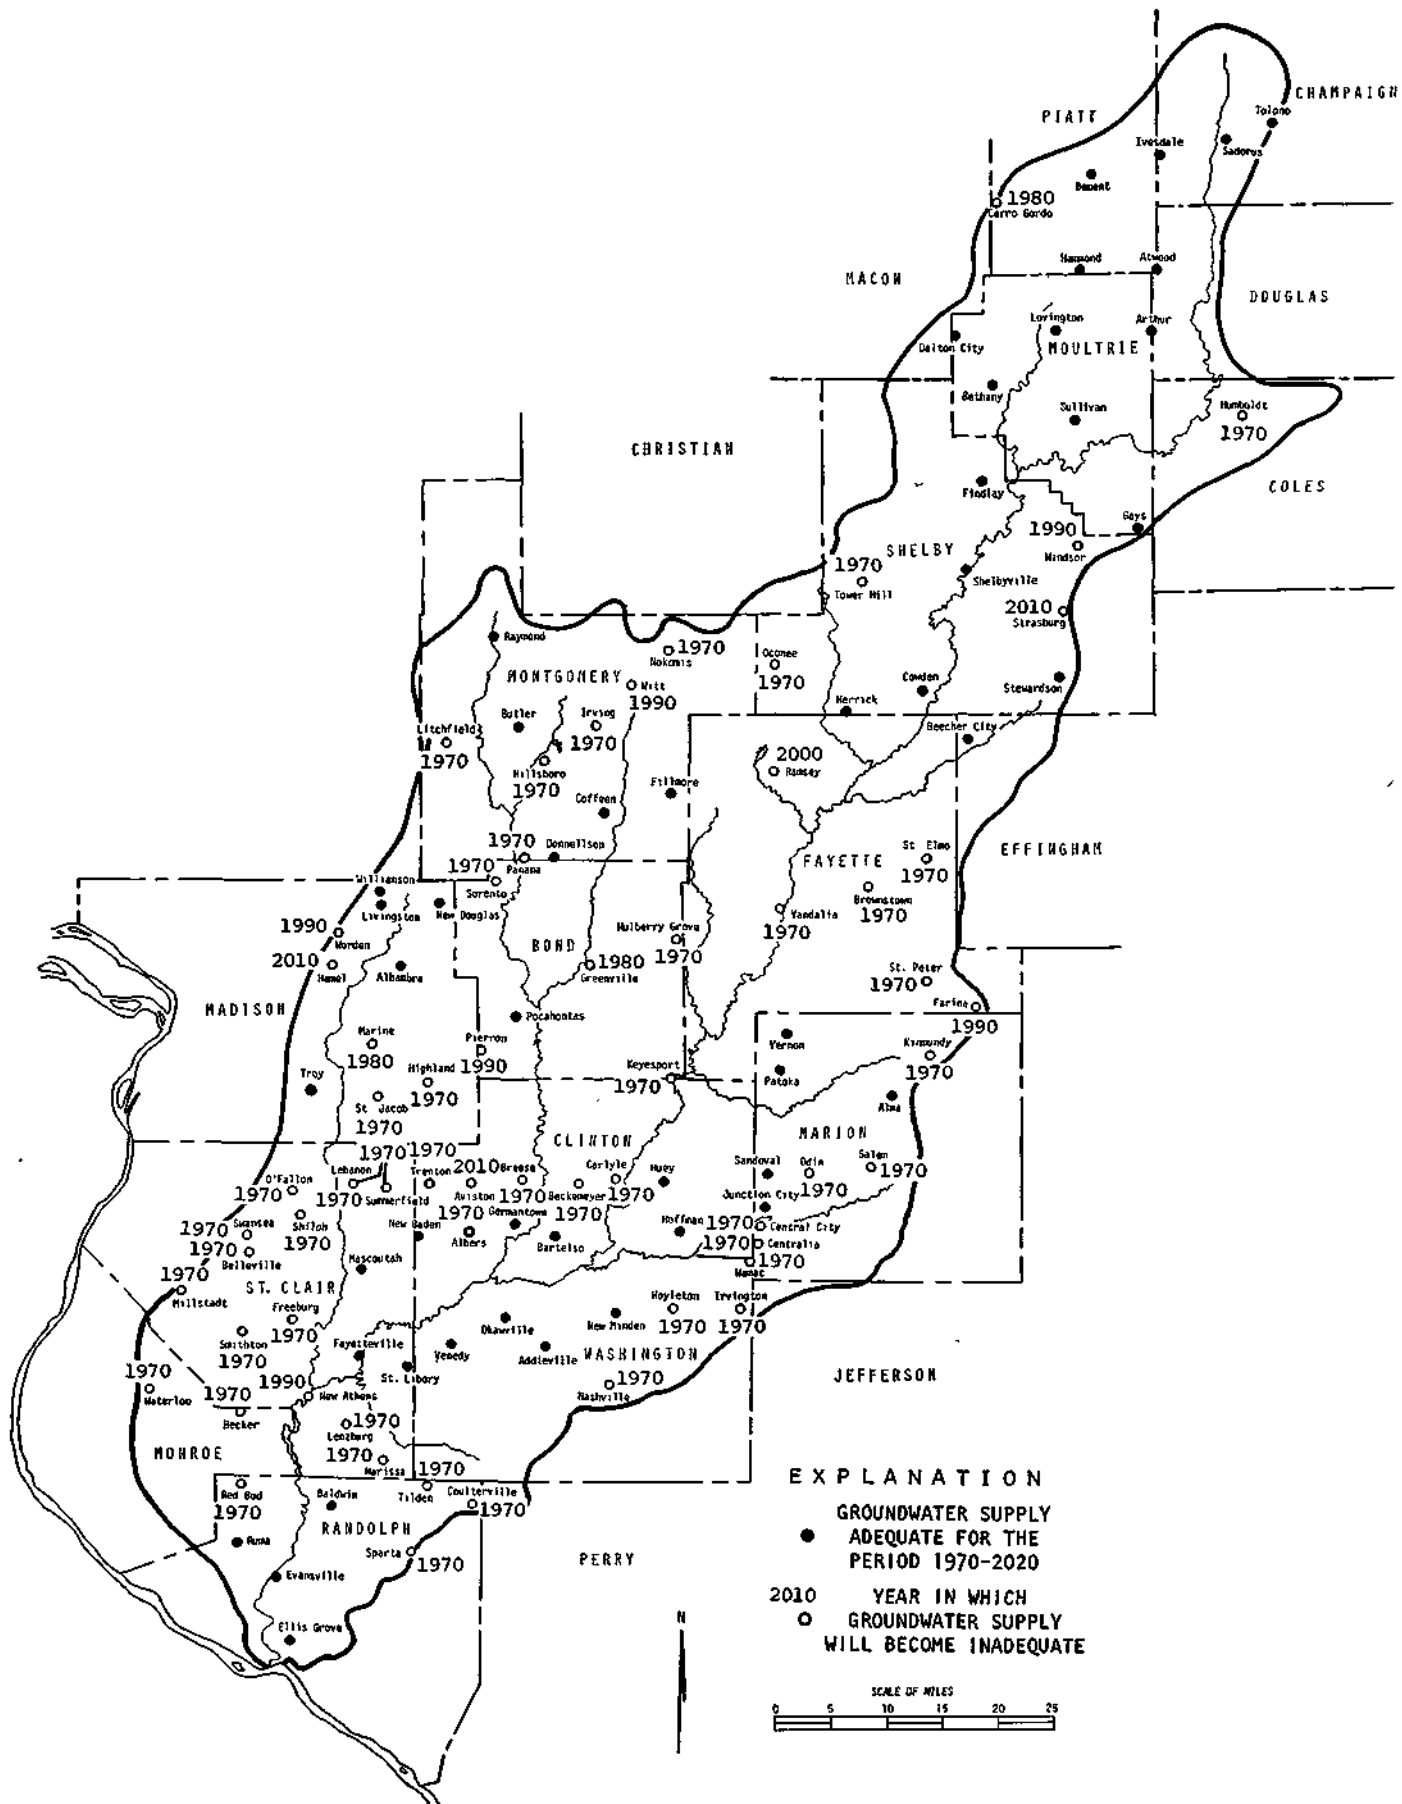 CHAMPAIGN
Tolono
PIATT
Ivesdale
Sadorus
Bement
1980
Cerro Gordo
Hammond
Atwood
MACON
DOUGLAS
Lovington
Arthur
Dalton City
MOULTRIE
Bethany
Sullivan
Humboldt
1970
CHRISTIAN
Findlay
COLES
Gays
1990
Windsor
SHELBY
1970
Tower Hill
Shelbyville
2010
Strasburg
Raymond
1970
Nokomis
Oconee
1970
MONTGOMERY
Witt
1990
Cowden
Stewardson
Herrick
Butler
Irving
1970
Litchfield
1970
Beecher City
2000
Ramsey
Hillsboro
1970
Coffeen
Fillmore
1970
Panama
Donnellson
FAYETTE
St Elmo
1970
EFFINGHAM
1970
Sorento
Williamson
Livingston
New Douglas
Brownstown
1970
Vandalia
1970
1990
Worden
Mulberry Grove
1970
BOND
2010
Hamel
Alhambra
1980
Greenville
St. Peter
1970
MADISON
Farina
1990
Pocahontas
Marine
1980
Pierron
1990
Vernon
Kinmundy
1970
Troy
Highland
1970
Keyesport
1970
Patoka
Alma
St Jacob
1970
CLINTON
MARION
1970
1970
Lebanon
1970
Summerfield
Trenton
2010
Aviston
1970
Breese
1970
Beckemeyer
1970
Carlyle
1970
Huey
Sandoval
Odin
1970
Salem
1970
O'Fallon
1970
Shiloh
1970
Junction City
1970
Swansea
1970
Belleville
New Baden
Albers
Germantown
Bartelso
Hoffman
1970
Central City
1970
Centralia
Wamac
1970
Mascoutah
1970
Millstadt
ST. CLAIR
Freeburg
1970
Smithton
1970
Fayetteville
St. Libory
Venedy
Okawville
Addieville
New Minden
Hoyleton
1970
Irvington
1970
WASHINGTON
JEFFERSON
1970
Waterloo
1970
Hecker
1990
New Athens
1970
Nashville
1970
Lenzburg
1970
Marissa
MONROE
1970
Tilden
Coulterville
1970
Red Bud
1970
Baldwin
RANDOLPH
Ruma
Sparta
1970
PERRY
Evansville
Ellis Grove
EXPLANATION
GROUNDWATER SUPPLY
ADEQUATE FOR THE
PERIOD 1970-2020
2010 YEAR IN WHICH
GROUNDWATER SUPPLY
WILL BECOME INADEQUATE
N
SCALE OF MILES
0 5 10 15 20 25